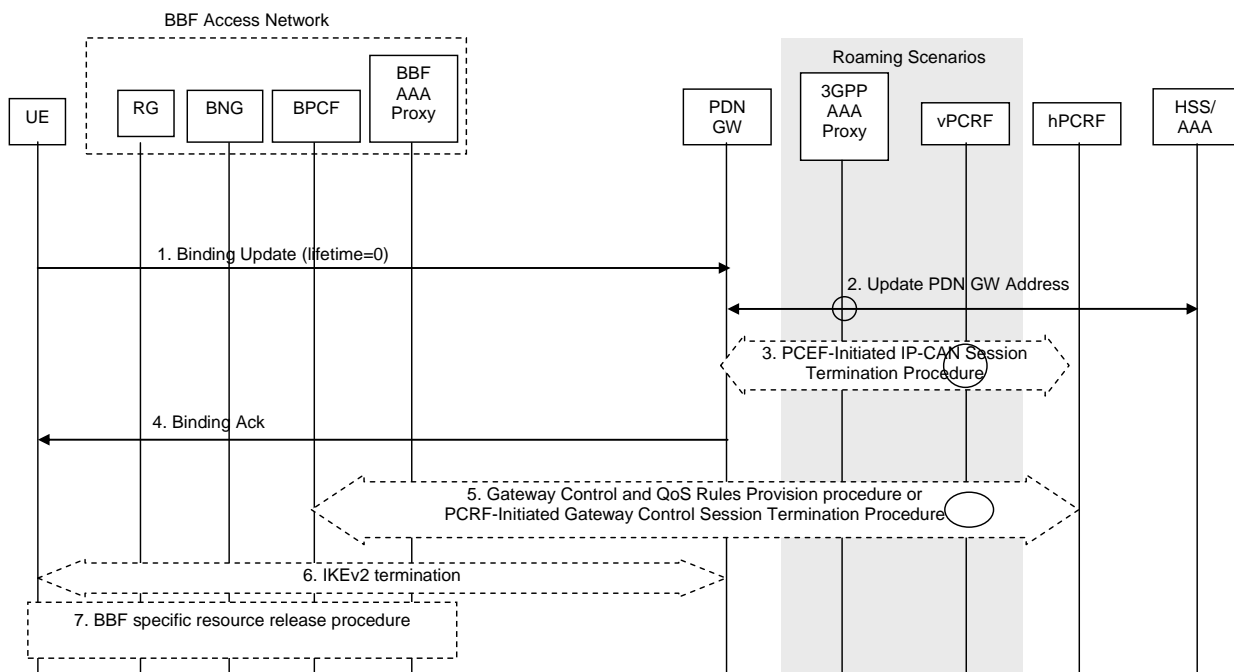 BBF Access Network
Roaming Scenarios
UE
RG
BNG
BPCF
BBF
AAA
Proxy
PDN
GW
3GPP
AAA
Proxy
vPCRF
hPCRF
HSS/
AAA
1. Binding Update (lifetime=0)
2. Update PDN GW Address
3. PCEF-Initiated IP-CAN Session
Termination Procedure
4. Binding Ack
5. Gateway Control and QoS Rules Provision procedure or
PCRF-Initiated Gateway Control Session Termination Procedure
6. IKEv2 termination
7. BBF specific resource release procedure